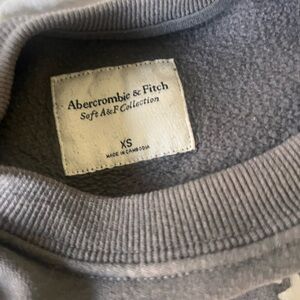 Abercrombie & Fitch
Soft A&F Collection
XS
MADE IN CAMBODIA